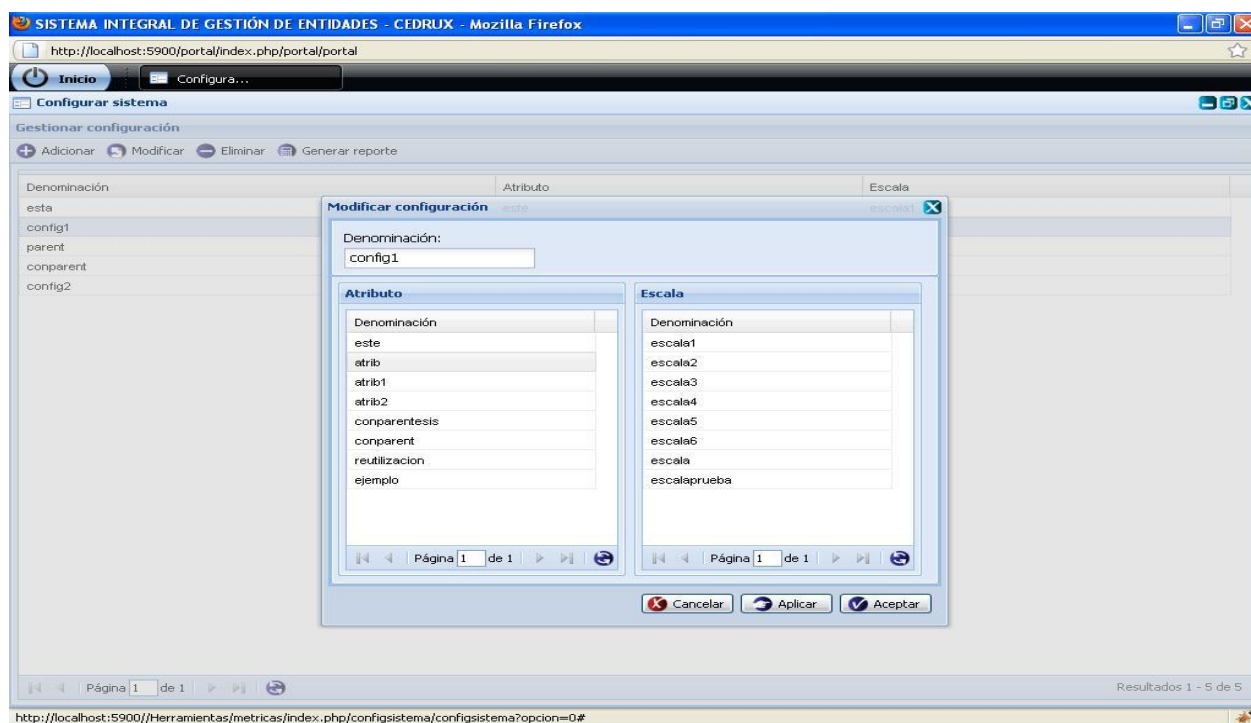 SISTEMA INTEGRAL DE GESTIÓN DE ENTIDADES - CEDRUX - Mozilla Firefox
http://localhost:5900/portal/index.php/portal/portal
Inicio Configura...
Configurar sistema
Gestionar configuración
Adicionar Modificar Eliminar Generar reporte
Denominación Atributo Escala
esta este escala1
config1
parent
conparent
config2
Modificar configuración
Denominación:
config1
Atributo
Denominación
este
atrib
atrib1
atrib2
conparentesis
conparent
reutilizacion
ejemplo
Página 1 de 1
Escala
Denominación
escala1
escala2
escala3
escala4
escala5
escala6
escala
escalaprueba
Página 1 de 1
Cancelar Aplicar Aceptar
Página 1 de 1 Resultados 1 - 5 de 5
http://localhost:5900//Herramientas/metricas/index.php/configsistema/configsistema?opcion=0#